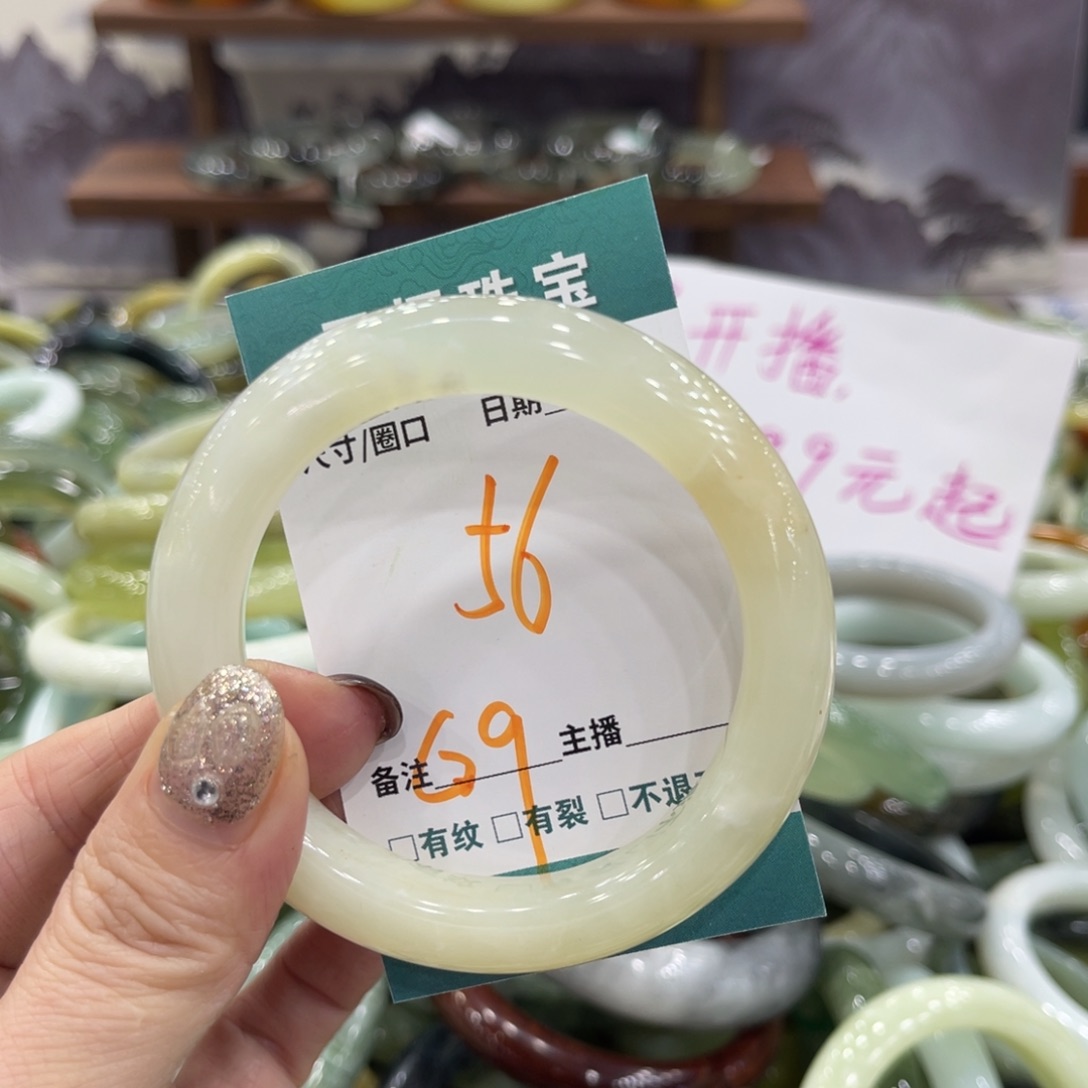 珠宝
寸/圈口 日期
56
69
备注 主播
□有纹 □有裂 □不退
开播,
9元起